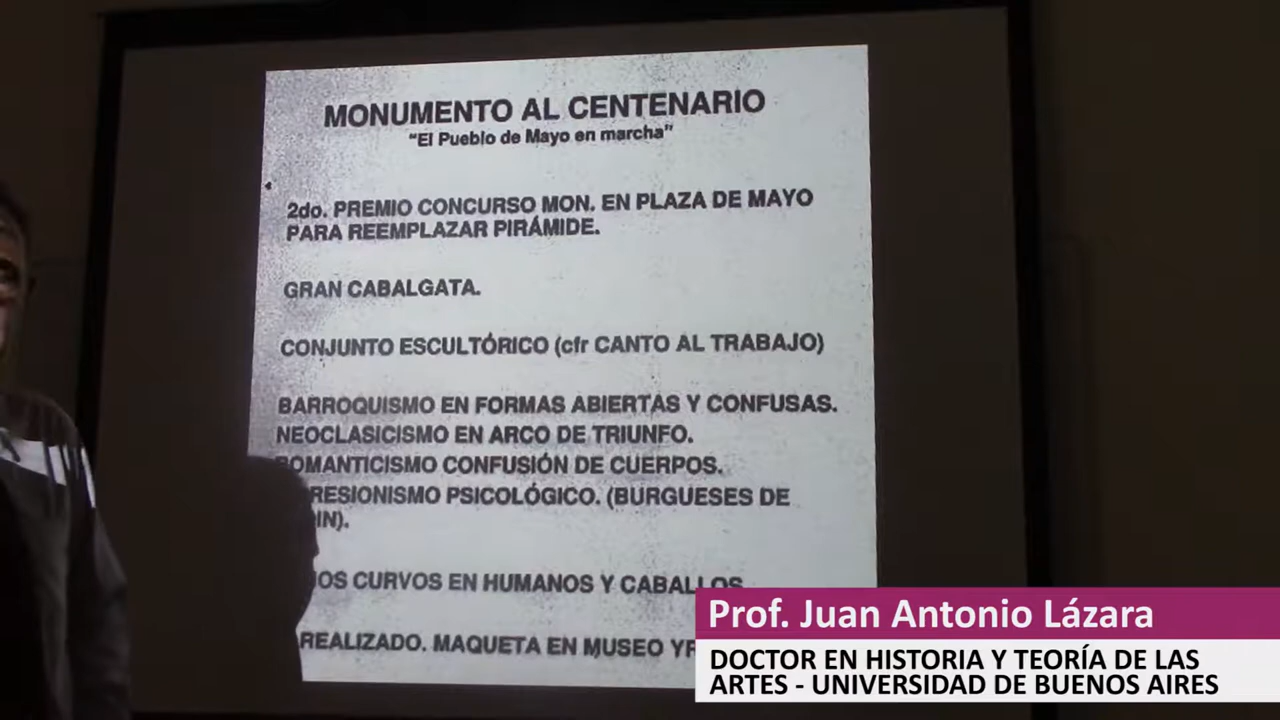 MONUMENTO AL CENTENARIO
“El Pueblo de Mayo en marcha”
2do. PREMIO CONCURSO MON. EN PLAZA DE MAYO
PARA REEMPLAZAR PIRÁMIDE.
GRAN CABALGATA.
CONJUNTO ESCULTÓRICO (cfr CANTO AL TRABAJO)
BARROQUISMO EN FORMAS ABIERTAS Y CONFUSAS.
NEOCLASICISMO EN ARCO DE TRIUNFO.
ROMANTICISMO CONFUSIÓN DE CUERPOS.
PSICOLÓGICO. (BURGUESES DE
CURVOS EN HUMANOS Y CABALLOS
REALIZADO. MAQUETA EN MUSEO
Prof. Juan Antonio Lázara
DOCTOR EN HISTORIA Y TEORÍA DE LAS
ARTES - UNIVERSIDAD DE BUENOS AIRES